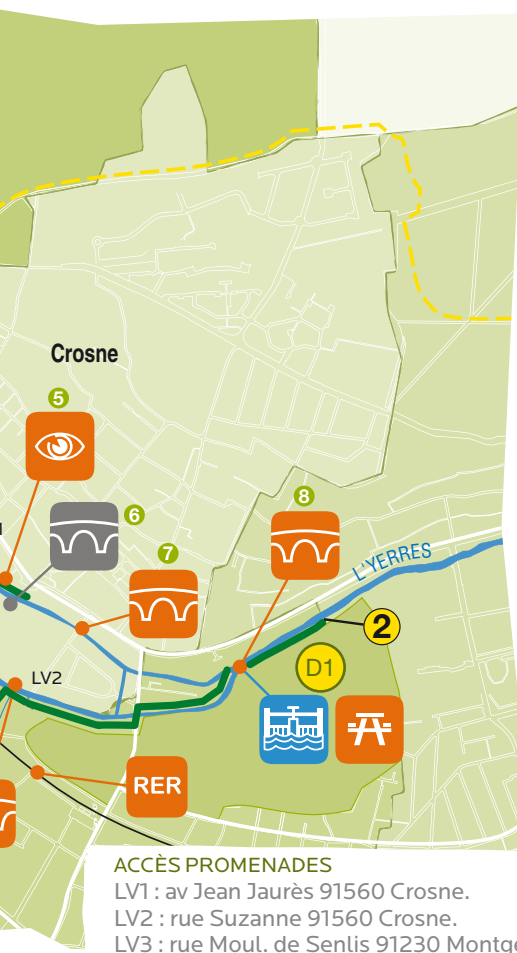 Crosne
5
6
7
8
L'YERRES
2
D1
LV2
RER
ACCÈS PROMENADES
LV1 : av Jean Jaurès 91560 Crosne.
LV2 : rue Suzanne 91560 Crosne.
LV3 : rue Moul. de Senlis 91230